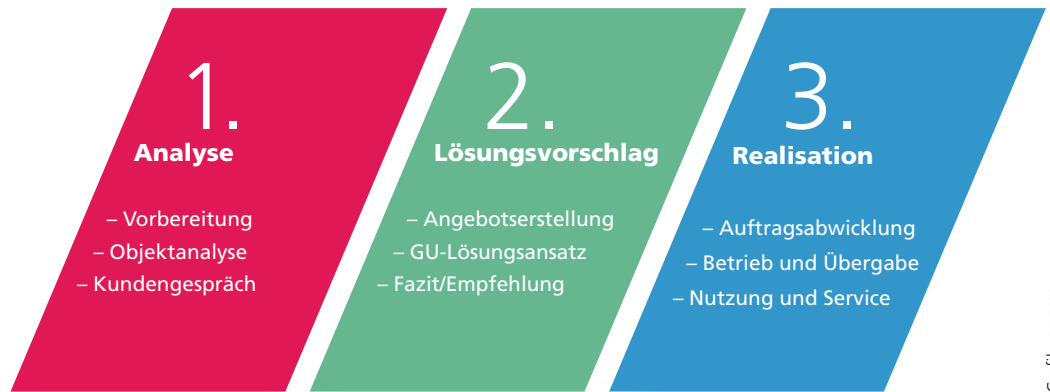 1.
Analyse
– Vorbereitung
– Objektanalyse
– Kundengespräch
2.
Lösungsvorschlag
– Angebotserstellung
– GU-Lösungsansatz
– Fazit/Empfehlung
3.
Realisation
– Auftragsabwicklung
– Betrieb und Übergabe
– Nutzung und Service